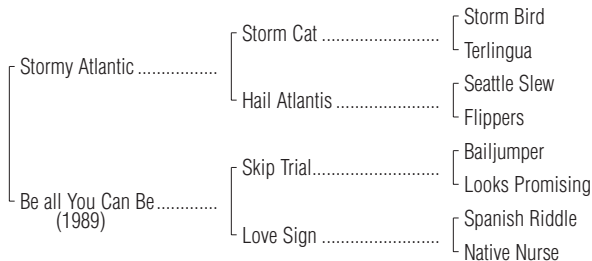 Storm Bird
Storm Cat ........................
Terlingua
Stormy Atlantic ................
Seattle Slew
Hail Atlantis .....................
Flippers
Bailjumper
Skip Trial..........................
Looks Promising
Be all You Can Be.............
(1989)
Spanish Riddle
Love Sign ........................
Native Nurse